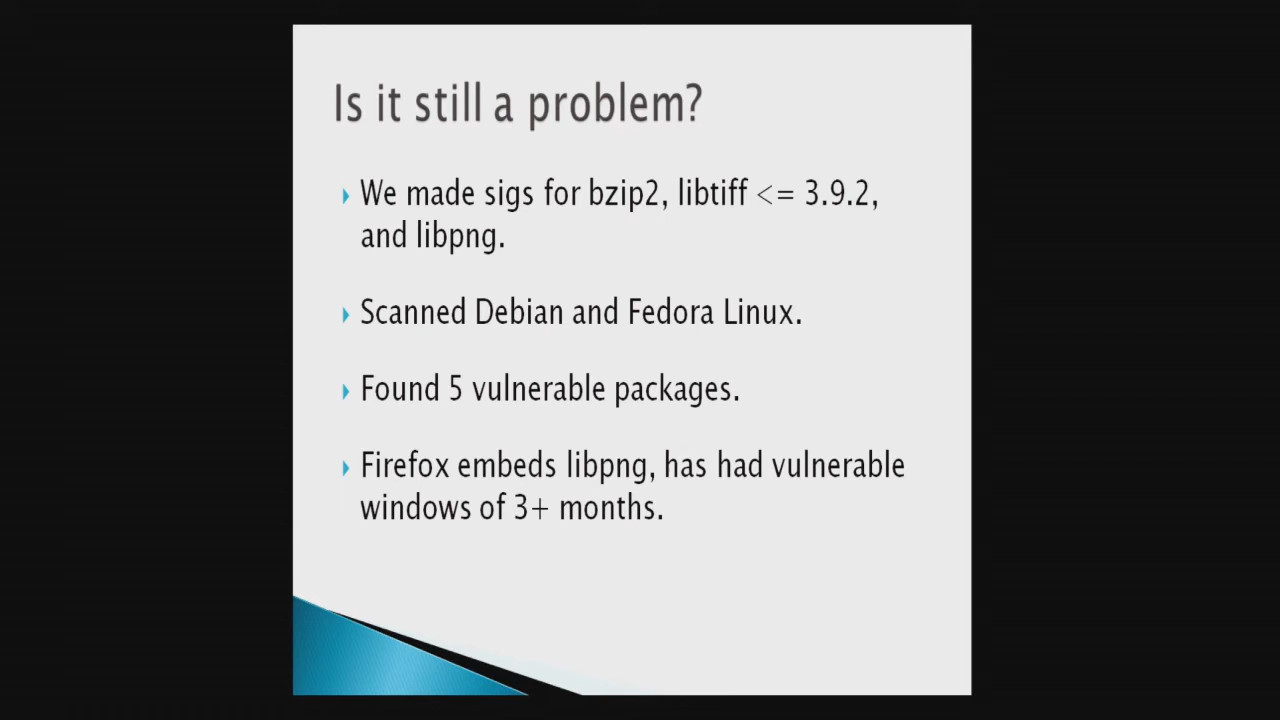 Is it still a problem?
We made sigs for bzip2, libtiff <= 3.9.2,
and libpng.
Scanned Debian and Fedora Linux.
Found 5 vulnerable packages.
Firefox embeds libpng, has had vulnerable
windows of 3+ months.